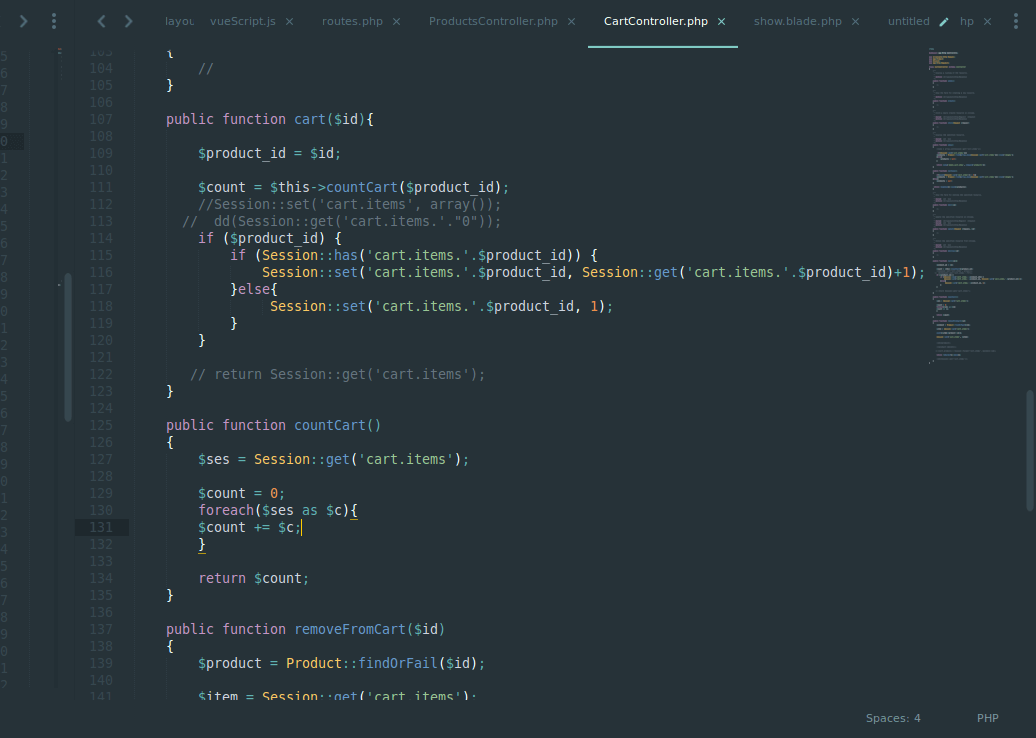 layou vueScript.js × routes.php × ProductsController.php × CartController.php × show.blade.php × untitled hp ×
103 {
104 //
105 }
106
107 public function cart($id){
108
109 $product_id = $id;
110
111 $count = $this->countCart($product_id);
112 //Session::set('cart.items', array());
113 // dd(Session::get('cart.items.'."0"));
114 if ($product_id) {
115 if (Session::has('cart.items.'.$product_id)) {
116 Session::set('cart.items.'.$product_id, Session::get('cart.items.'.$product_id)+1);
117 }else{
118 Session::set('cart.items.'.$product_id, 1);
119 }
120 }
121
122 // return Session::get('cart.items');
123 }
124
125 public function countCart()
126 {
127 $ses = Session::get('cart.items');
128
129 $count = 0;
130 foreach($ses as $c){
131 $count += $c;
132 }
133
134 return $count;
135 }
136
137 public function removeFromCart($id)
138 {
139 $product = Product::findOrFail($id);
140
141 $item = Session::get('cart.items');
Spaces: 4 PHP